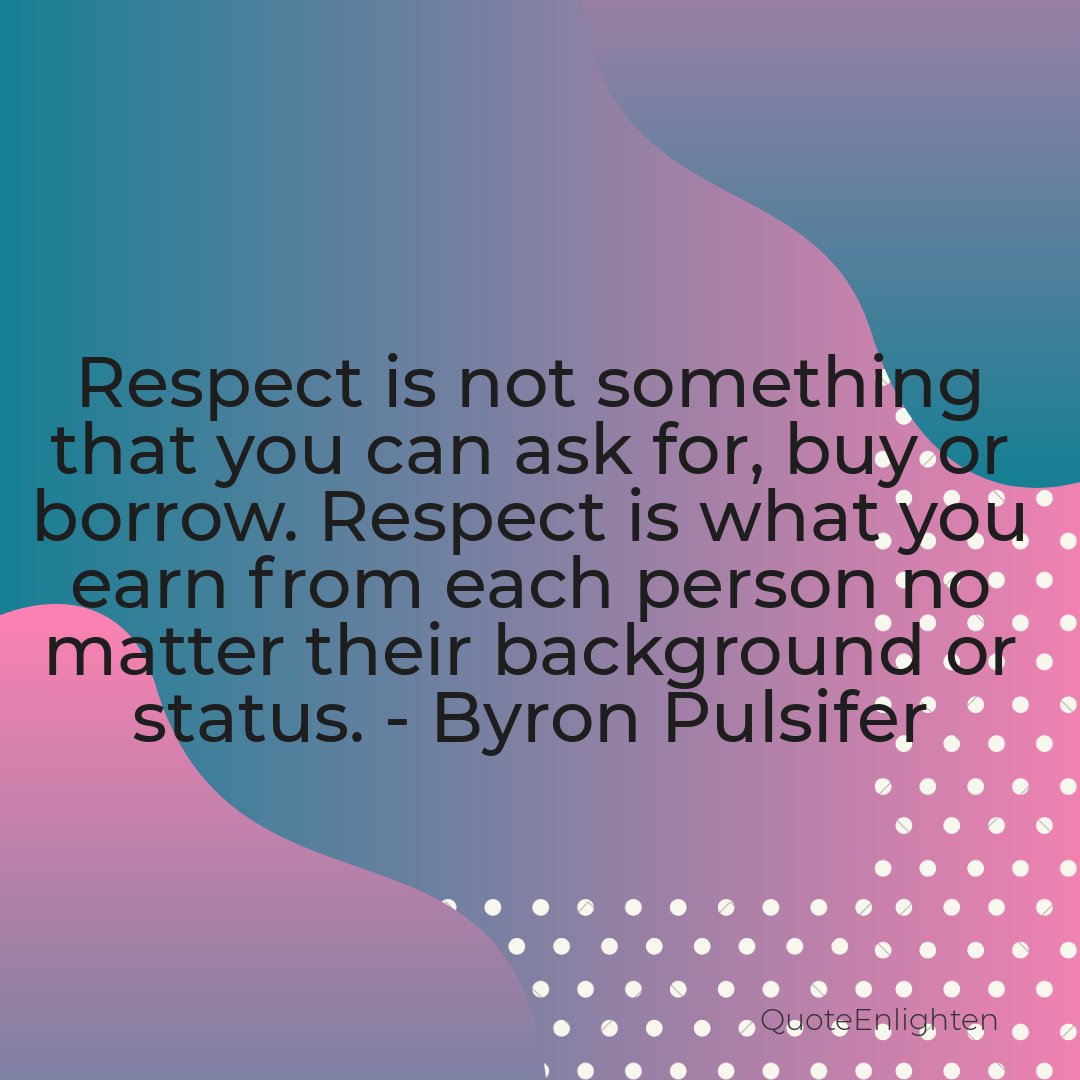 Respect is not something
that you can ask for, buy or
borrow. Respect is what you
earn from each person no
matter their background or
status. - Byron Pulsifer
QuoteEnlighten